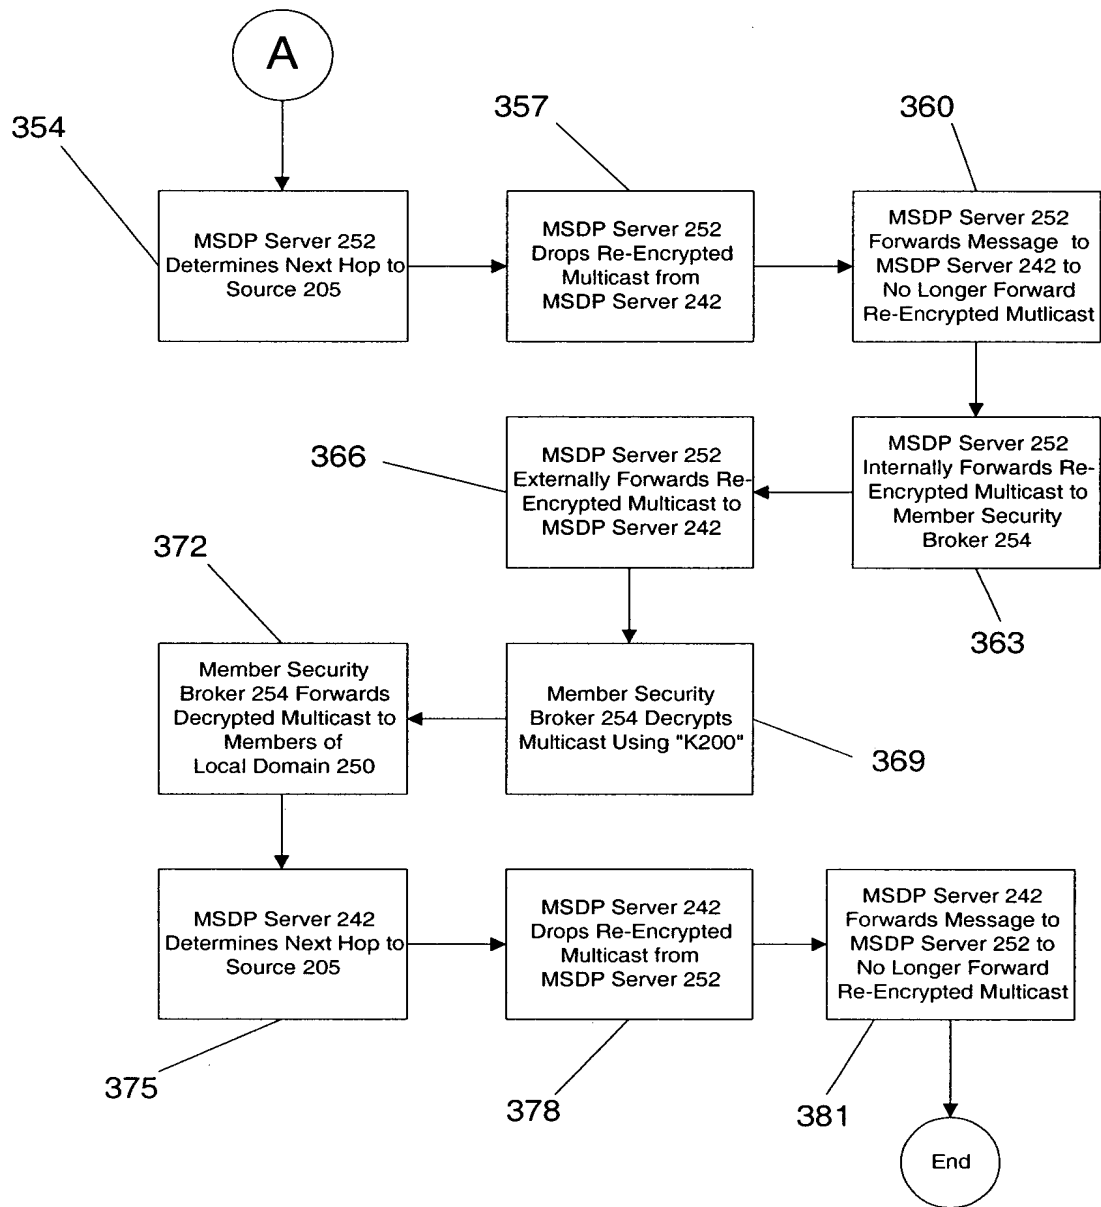 A
354
357
360
MSDP Server 252
Determines Next Hop to
Source 205
MSDP Server 252
Drops Re-Encrypted
Multicast from
MSDP Server 242
MSDP Server 252
Forwards Message to
MSDP Server 242 to
No Longer Forward
Re-Encrypted Mutlicast
366
MSDP Server 252
Externally Forwards Re-
Encrypted Multicast to
MSDP Server 242
MSDP Server 252
Internally Forwards Re-
Encrypted Multicast to
Member Security
Broker 254
363
372
Member Security
Broker 254 Forwards
Decrypted Multicast to
Members of
Local Domain 250
Member Security
Broker 254 Decrypts
Multicast Using "K200"
369
MSDP Server 242
Determines Next Hop to
Source 205
MSDP Server 242
Drops Re-Encrypted
Multicast from
MSDP Server 252
MSDP Server 242
Forwards Message to
MSDP Server 252 to
No Longer Forward
Re-Encrypted Multicast
375
378
381
End